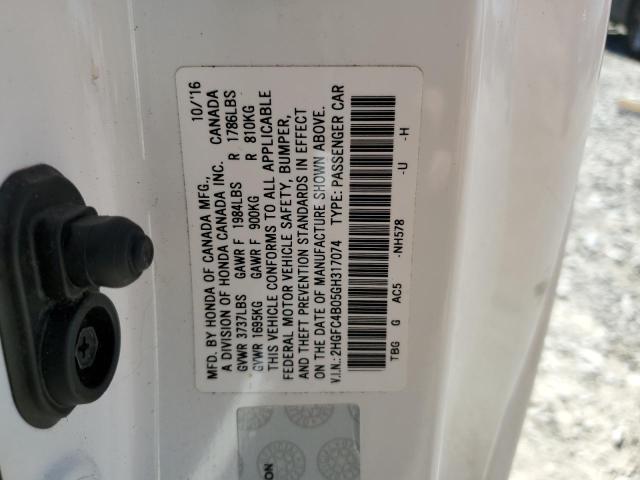 MFD. BY HONDA OF CANADA MFG., 10/'16
A DIVISION OF HONDA CANADA INC. CANADA
GVWR 3737LBS GAWR F 1984LBS R 1786LBS
GVWR 1695KG GAWR F 900KG R 810KG
THIS VEHICLE CONFORMS TO ALL APPLICABLE
FEDERAL MOTOR VEHICLE SAFETY, BUMPER,
AND THEFT PREVENTION STANDARDS IN EFFECT
ON THE DATE OF MANUFACTURE SHOWN ABOVE.
V.I.N.: 2HGFC4B05GH317074 TYPE: PASSENGER CAR
TBG G AC5 -NH578 -U -H